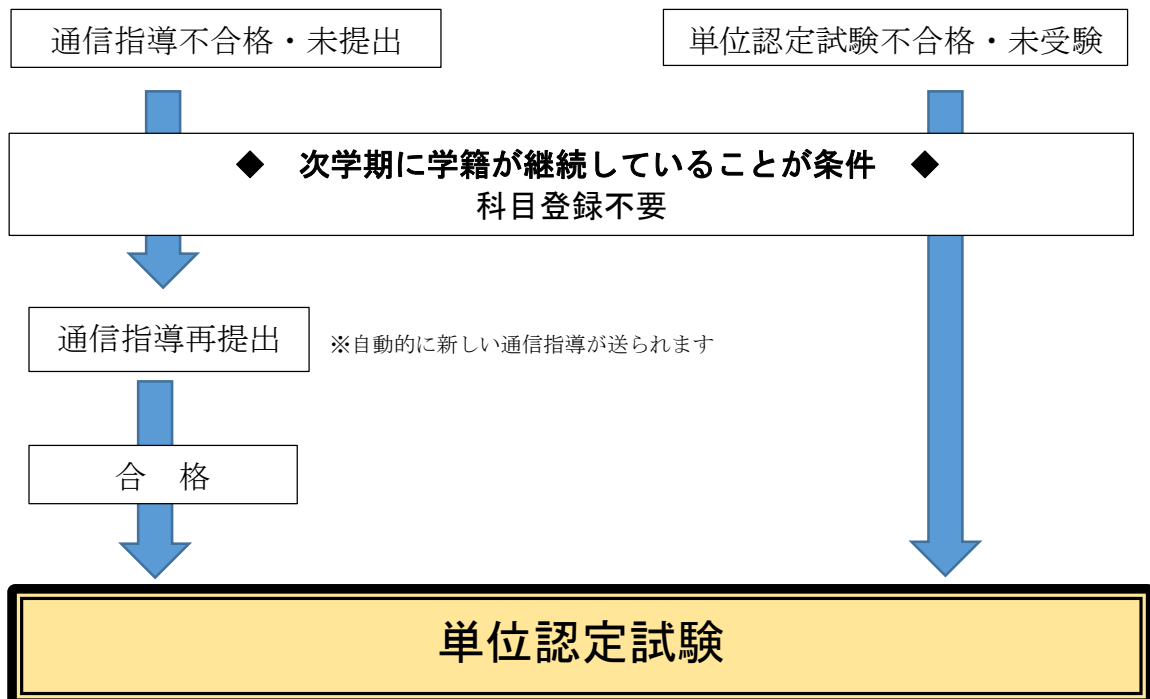 通信指導不合格・未提出
単位認定試験不合格・未受験
◆　次学期に学籍が継続していることが条件　◆
科目登録不要
通信指導再提出
※自動的に新しい通信指導が送られます
合　格
単位認定試験